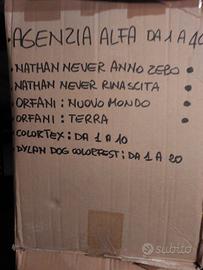 • AGENZIA ALFA DA 1 A 40
• NATHAN NEVER ANNO ZERO •
• NATHAN NEVER RINASCITA •
• ORFANI: NUOVO MONDO •
• ORFANI: TERRA •
COLORTEX: DA 1 A 10
DYLAN DOG COLORFEST: DA 1 A 20
subito